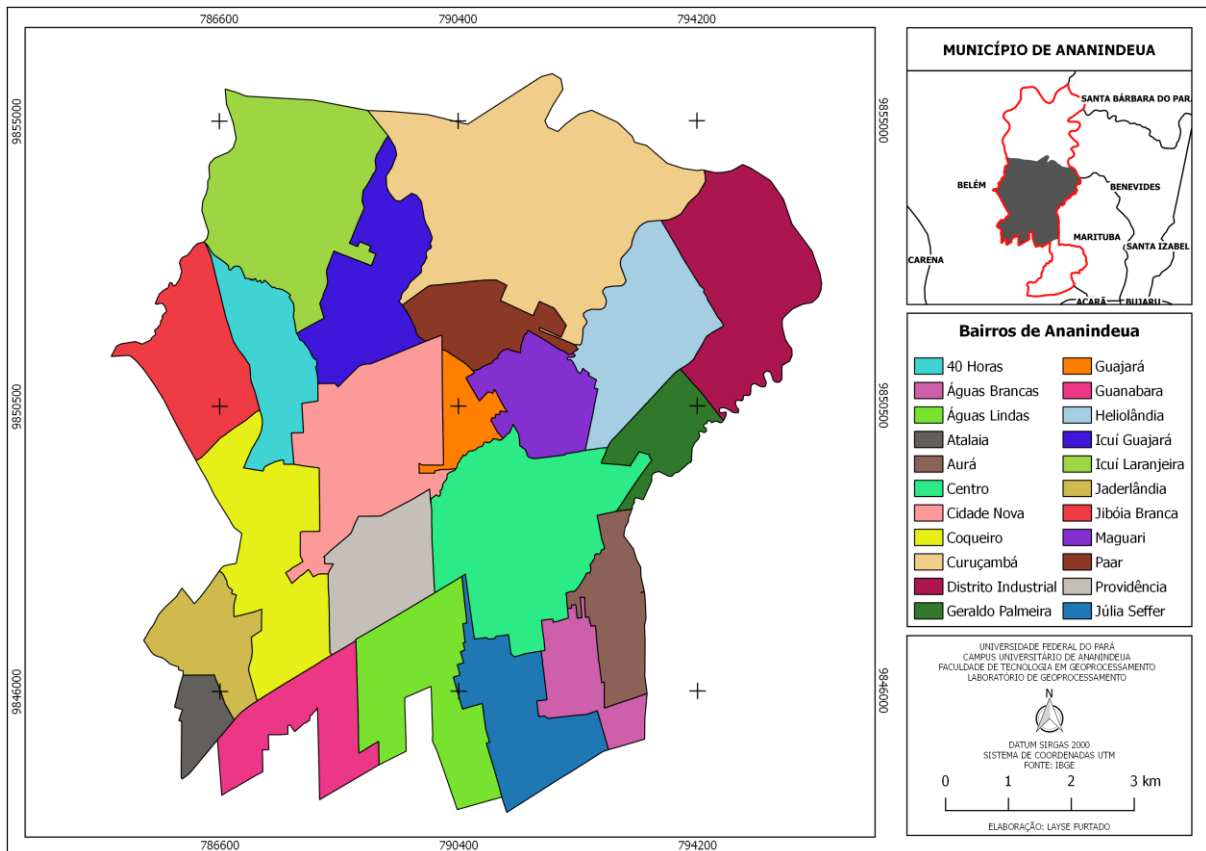 786600
790400
794200
9855000
9855000
9850500
9850500
9846000
9846000
786600
790400
794200
MUNICÍPIO DE ANANINDEUA
SANTA BÁRBARA DO PAR
BELÉM
BENEVIDES
MARITUBA
SANTA IZABEL
CARENA
ACARÃ
BUJARU
Bairros de Ananindeua
40 Horas
Águas Brancas
Águas Lindas
Atalaia
Aurá
Centro
Cidade Nova
Coqueiro
Curuçambá
Distrito Industrial
Geraldo Palmeira
Guajará
Guanabara
Heliolândia
Icuí Guajará
Icuí Laranjeira
Jaderlândia
Jibóia Branca
Maguari
Paar
Providência
Júlia Seffer
UNIVERSIDADE FEDERAL DO PARÁ
CAMPUS UNIVERSITÁRIO DE ANANINDEUA
FACULDADE DE TECNOLOGIA EM GEOPROCESSAMENTO
LABORATÓRIO DE GEOPROCESSAMENTO
N
DATUM SIRGAS 2000
SISTEMA DE COORDENADAS UTM
FONTE: IBGE
0 1 2 3 km
ELABORAÇÃO: LAYSE FURTADO